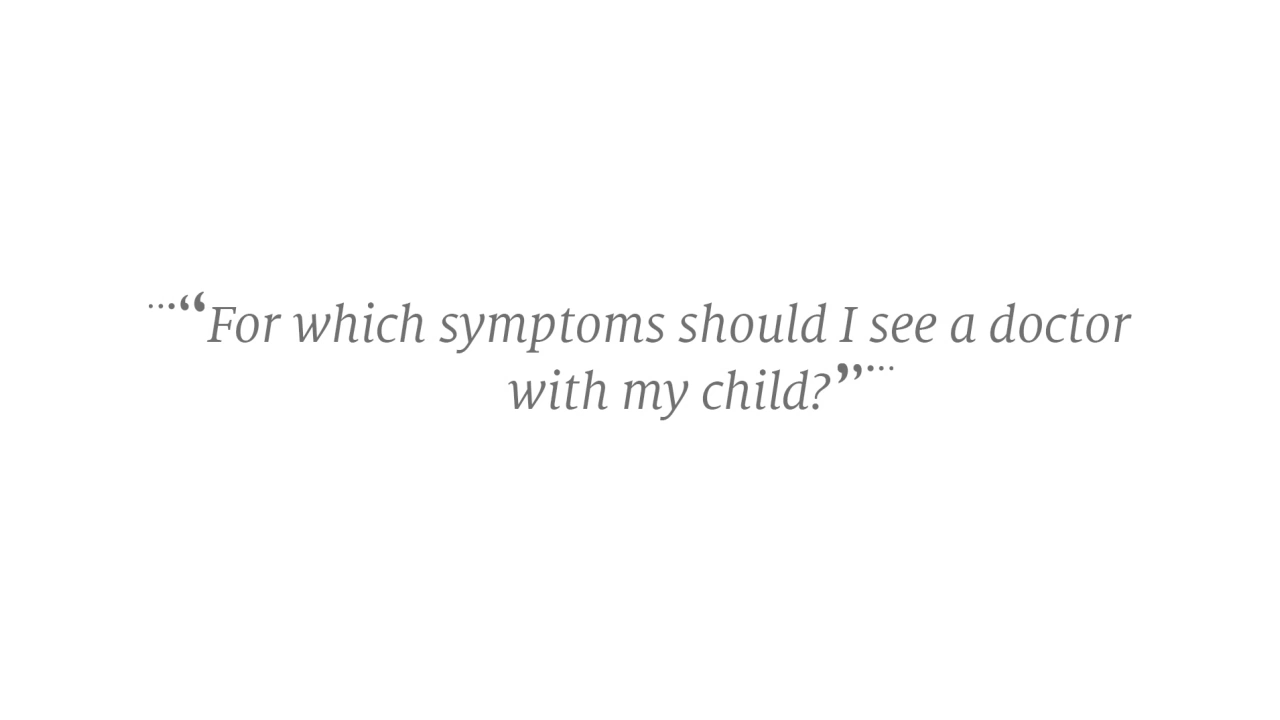 “For which symptoms should I see a doctor
with my child?”